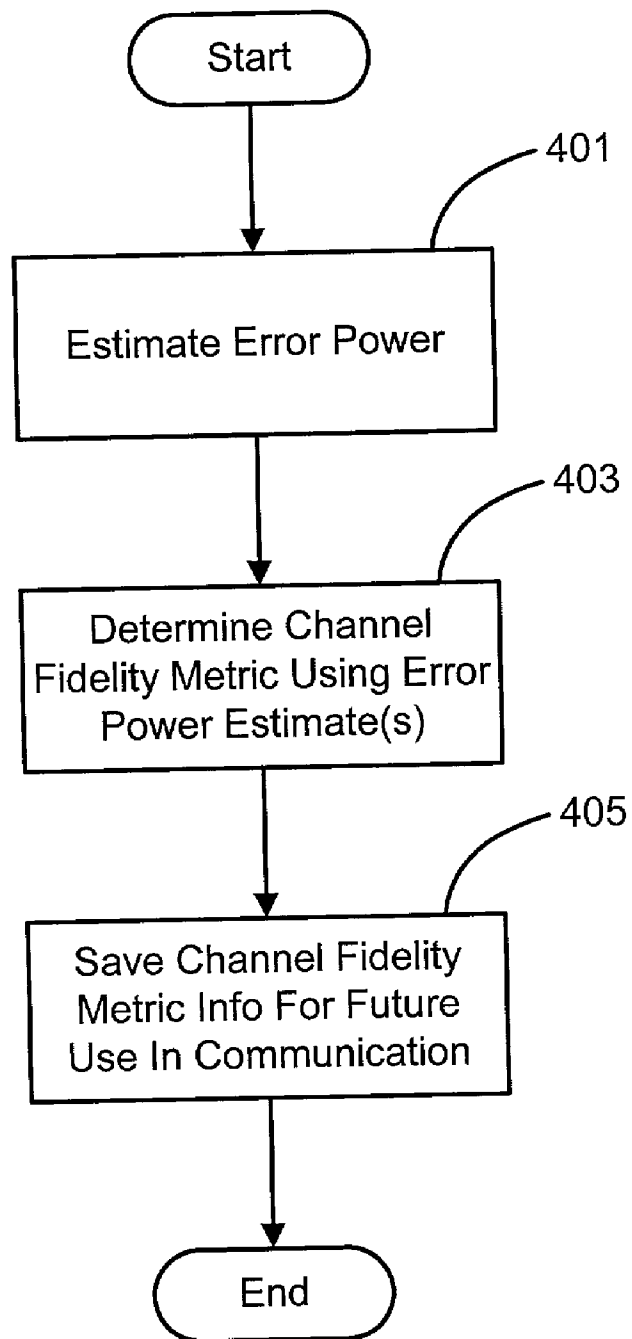 Start
401
Estimate Error Power
403
Determine Channel
Fidelity Metric Using Error
Power Estimate(s)
405
Save Channel Fidelity
Metric Info For Future
Use In Communication
End